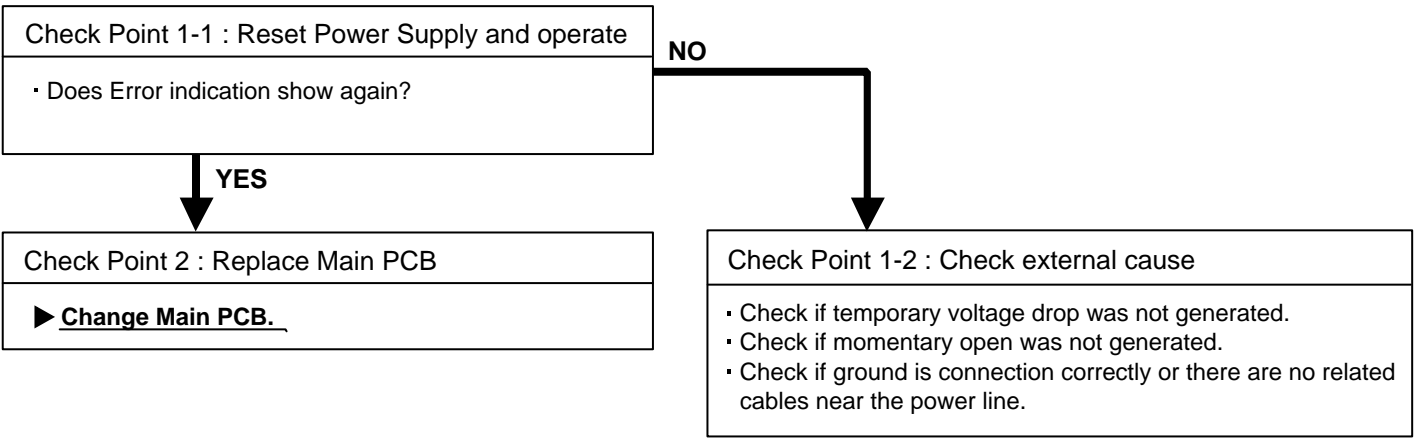 Check Point 1-1 : Reset Power Supply and operate
· Does Error indication show again?
NO
YES
Check Point 2 : Replace Main PCB
▶ Change Main PCB.
Check Point 1-2 : Check external cause
· Check if temporary voltage drop was not generated.
· Check if momentary open was not generated.
· Check if ground is connection correctly or there are no related
cables near the power line.